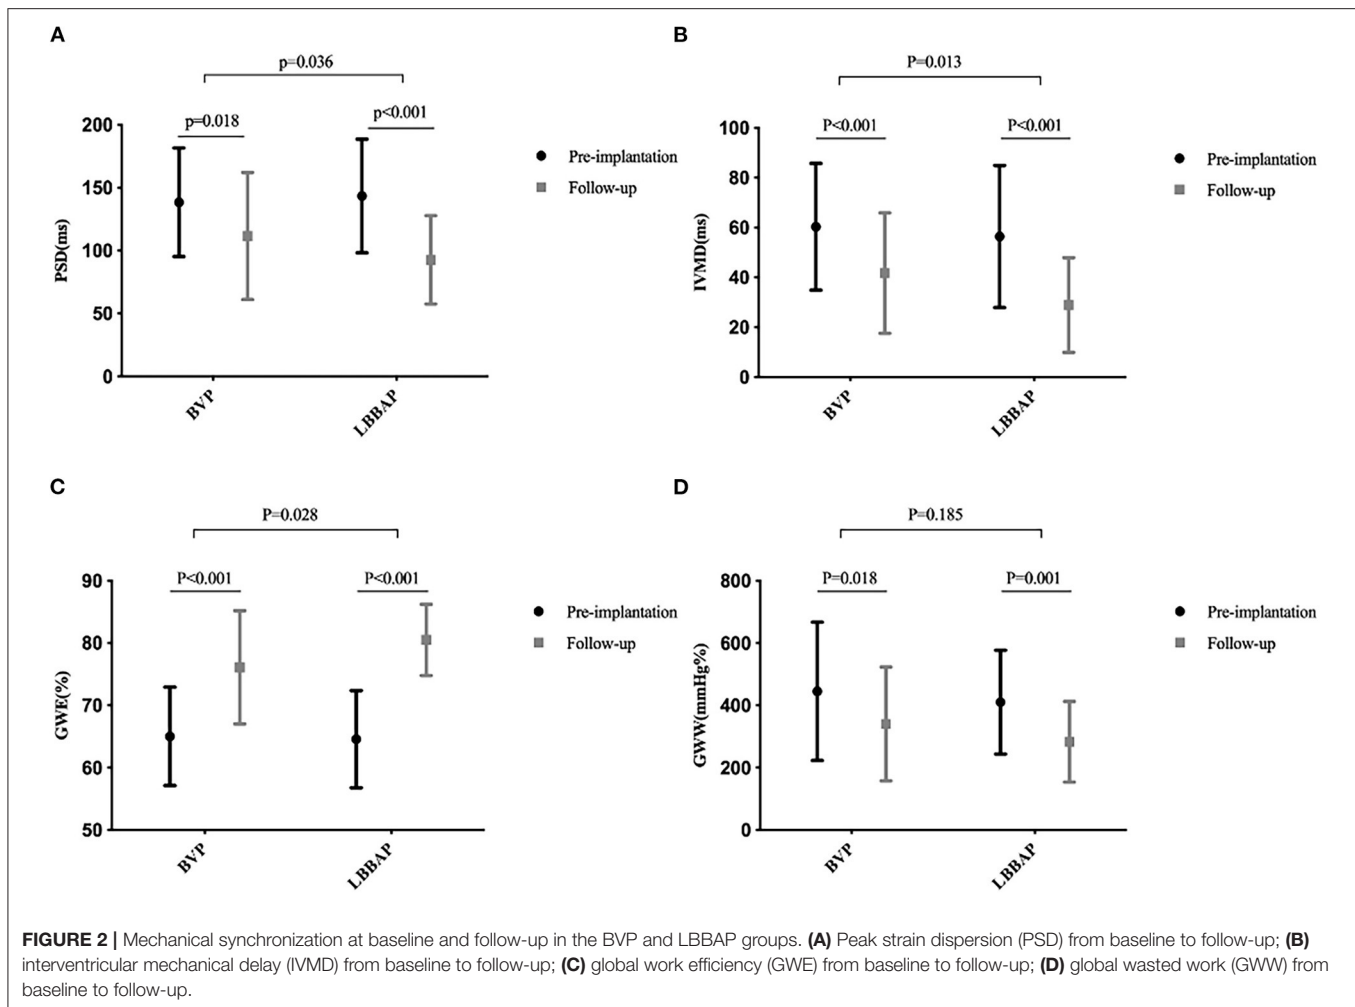 A
p=0.036
p=0.018
p<0.001
200
150
100
50
0
PSD(ms)
BVP
LBBAP
Pre-implantation
Follow-up
B
P=0.013
P<0.001
P<0.001
100
80
60
40
20
0
IVMD(ms)
BVP
LBBAP
Pre-implantation
Follow-up
C
P=0.028
P<0.001
P<0.001
90
80
70
60
50
GWE(%)
BVP
LBBAP
Pre-implantation
Follow-up
D
P=0.185
P=0.018
P=0.001
800
600
400
200
0
GWW(mmHg%)
BVP
LBBAP
Pre-implantation
Follow-up
FIGURE 2 | Mechanical synchronization at baseline and follow-up in the BVP and LBBAP groups. (A) Peak strain dispersion (PSD) from baseline to follow-up; (B)
interventricular mechanical delay (IVMD) from baseline to follow-up; (C) global work efficiency (GWE) from baseline to follow-up; (D) global wasted work (GWW) from
baseline to follow-up.